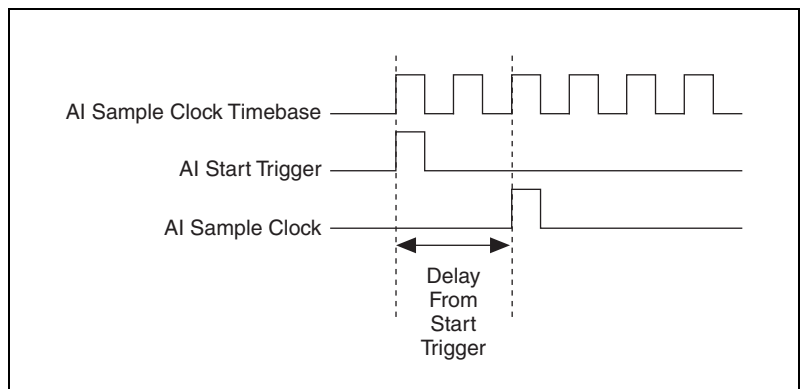 AI Sample Clock Timebase
AI Start Trigger
AI Sample Clock
Delay
From
Start
Trigger